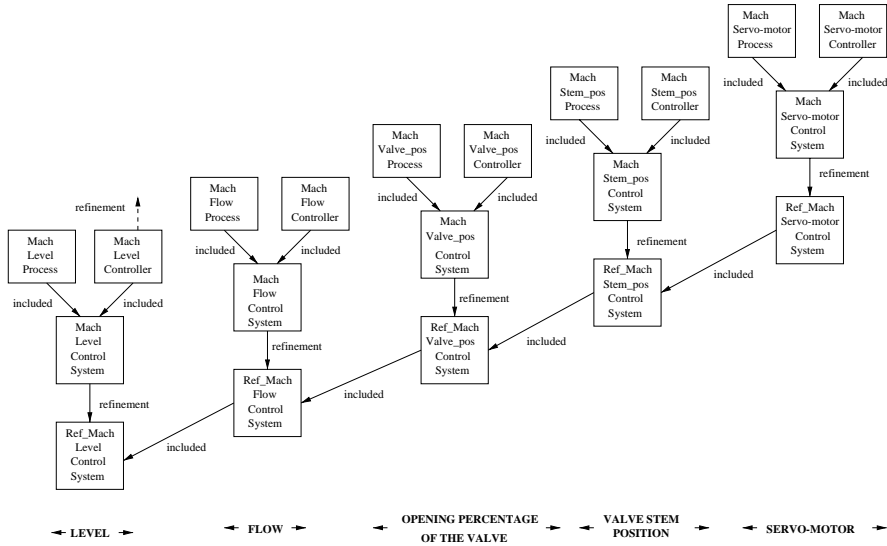 Mach
Servo-motor
Process
Mach
Servo-motor
Controller
included
included
Mach
Servo-motor
Control
System
refinement
Ref_Mach
Servo-motor
Control
System
included
Mach
Stem_pos
Process
Mach
Stem_pos
Controller
included
included
Mach
Stem_pos
Control
System
refinement
Ref_Mach
Stem_pos
Control
System
included
Mach
Valve_pos
Process
Mach
Valve_pos
Controller
included
included
Mach
Valve_pos
Control
System
refinement
Ref_Mach
Valve_pos
Control
System
included
Mach
Flow
Process
Mach
Flow
Controller
included
included
Mach
Flow
Control
System
refinement
Ref_Mach
Flow
Control
System
included
refinement
Mach
Level
Process
Mach
Level
Controller
included
included
Mach
Level
Control
System
refinement
Ref_Mach
Level
Control
System
LEVEL
FLOW
OPENING PERCENTAGE
OF THE VALVE
VALVE STEM
POSITION
SERVO-MOTOR